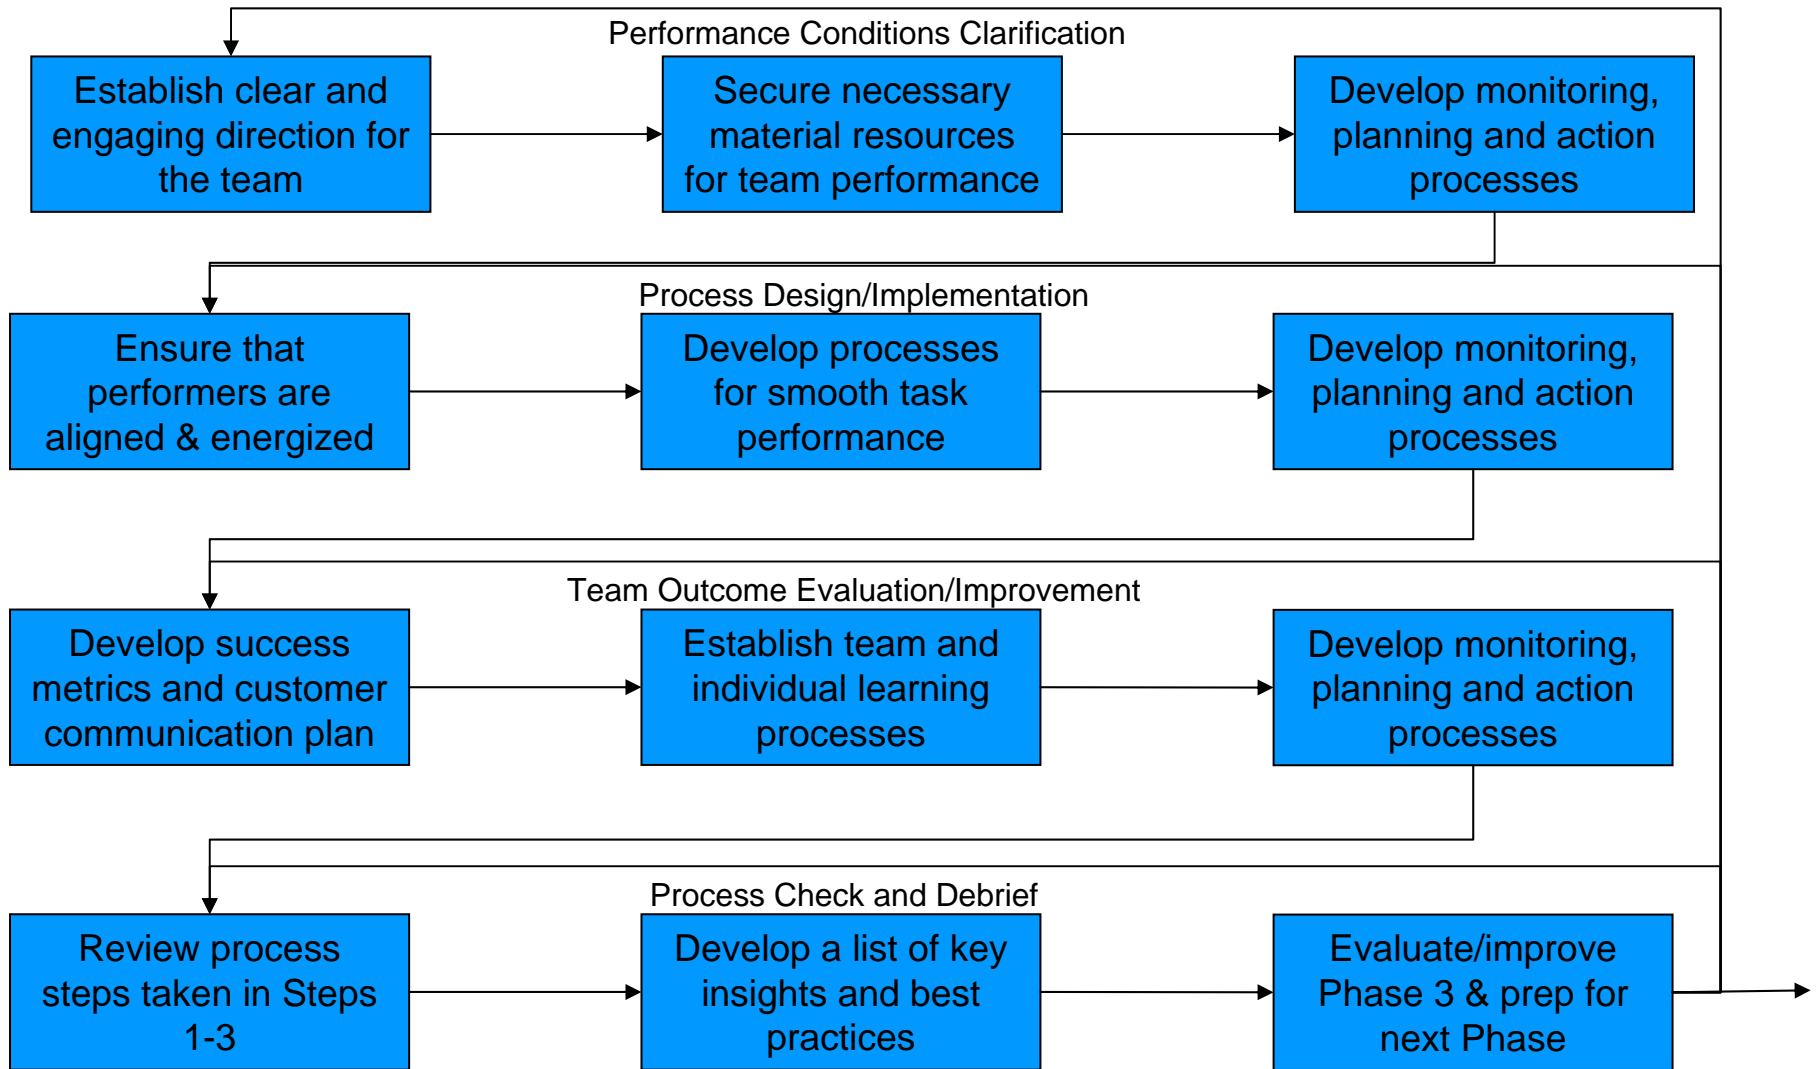 Performance Conditions Clarification
Establish clear and
engaging direction for
the team
Secure necessary
material resources
for team performance
Develop monitoring,
planning and action
processes
Process Design/Implementation
Ensure that
performers are
aligned & energized
Develop processes
for smooth task
performance
Develop monitoring,
planning and action
processes
Team Outcome Evaluation/Improvement
Develop success
metrics and customer
communication plan
Establish team and
individual learning
processes
Develop monitoring,
planning and action
processes
Process Check and Debrief
Review process
steps taken in Steps
1-3
Develop a list of key
insights and best
practices
Evaluate/improve
Phase 3 & prep for
next Phase